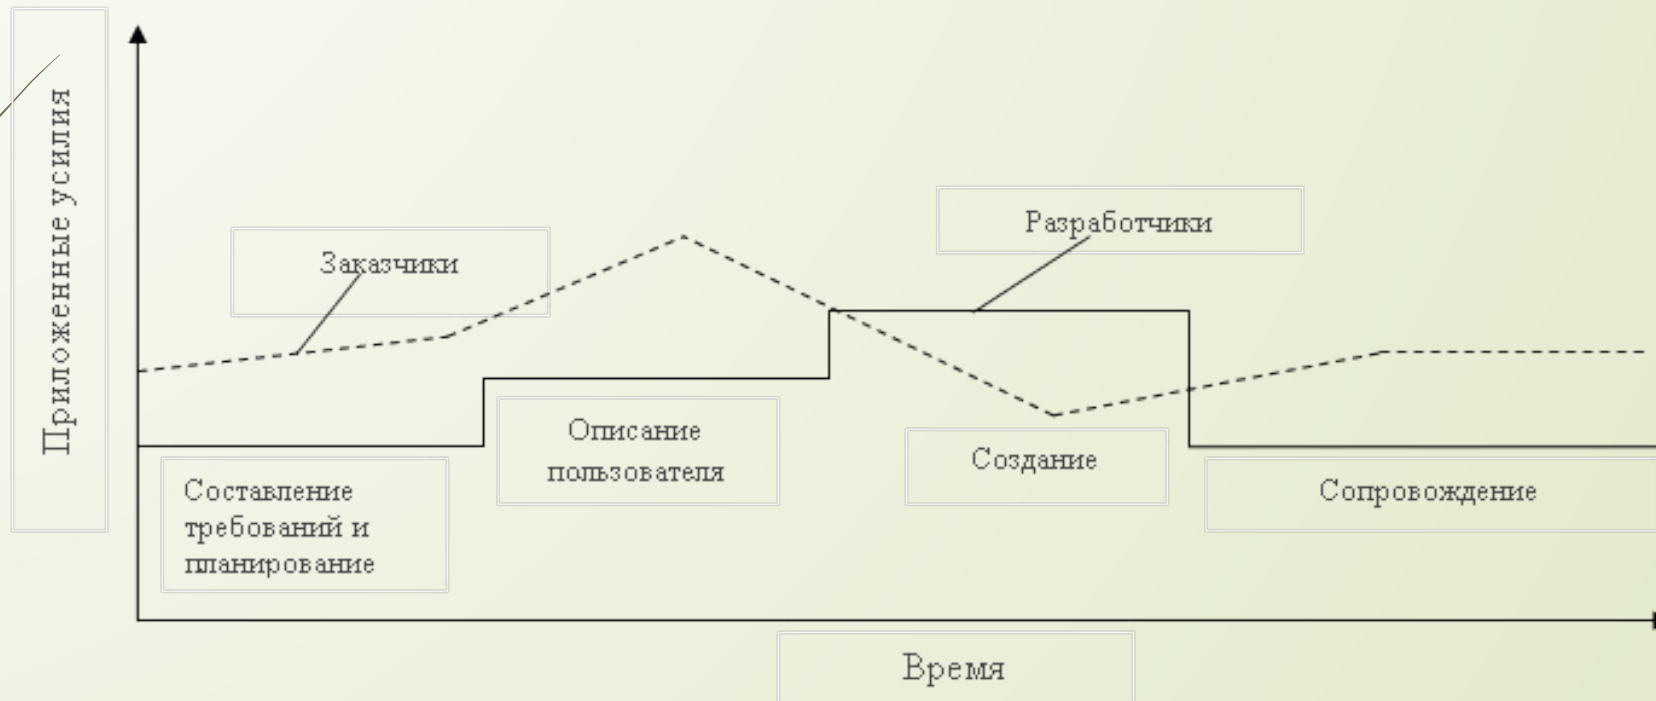 Приложенные усилия
Заказчики
Разработчики
Описание
пользователя
Создание
Составление
требований и
планирование
Сопровождение
Время